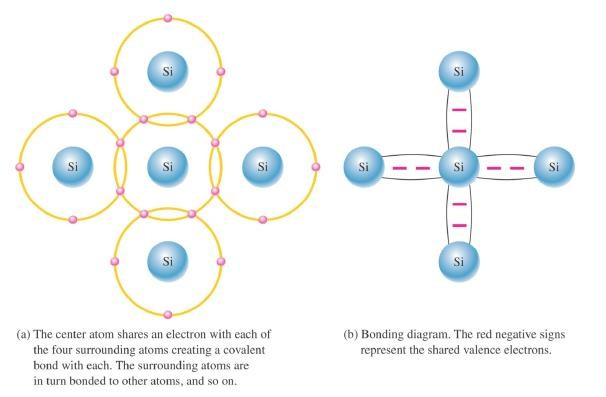 Si
Si
Si Si Si
Si Si Si
Si
Si
(a) The center atom shares an electron with each of
the four surrounding atoms creating a covalent
bond with each. The surrounding atoms are
in turn bonded to other atoms, and so on.
(b) Bonding diagram. The red negative signs
represent the shared valence electrons.